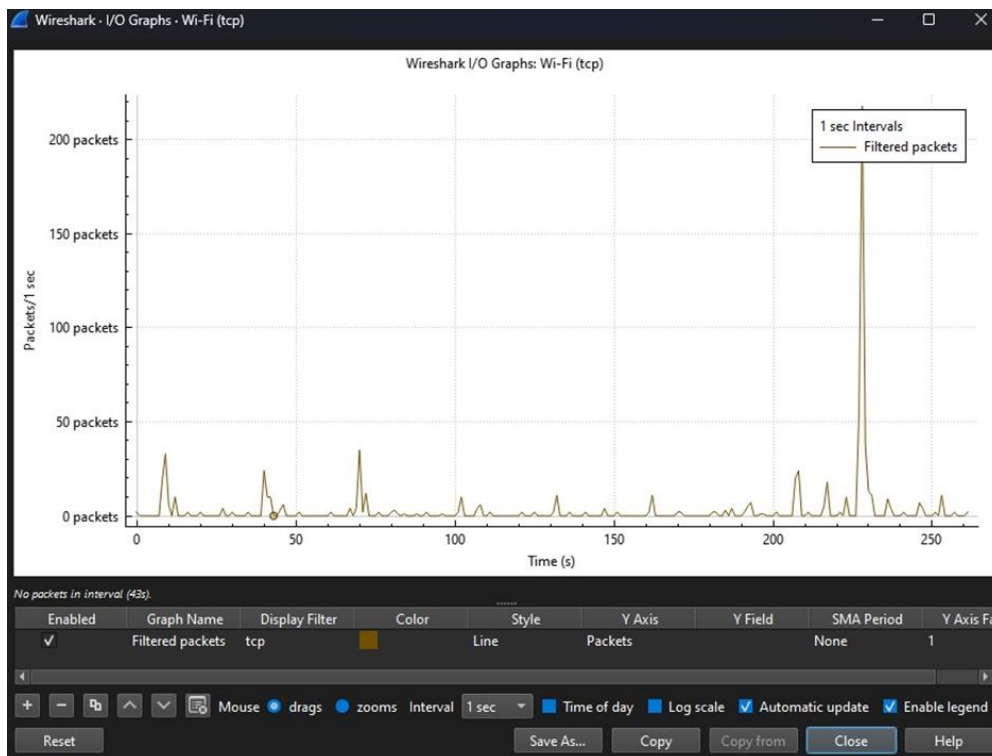 Wireshark · I/O Graphs · Wi-Fi (tcp)
Wireshark I/O Graphs: Wi-Fi (tcp)
1 sec Intervals
Filtered packets
200 packets
150 packets
100 packets
50 packets
0 packets
Packets/1 sec
0 50 100 150 200 250
Time (s)
No packets in interval (43s).
Enabled Graph Name Display Filter Color Style Y Axis Y Field SMA Period Y Axis Fa
Filtered packets tcp Line Packets None 1
Mouse drags zooms Interval 1 sec Time of day Log scale Automatic update Enable legend
Reset Save As... Copy Copy from Close Help